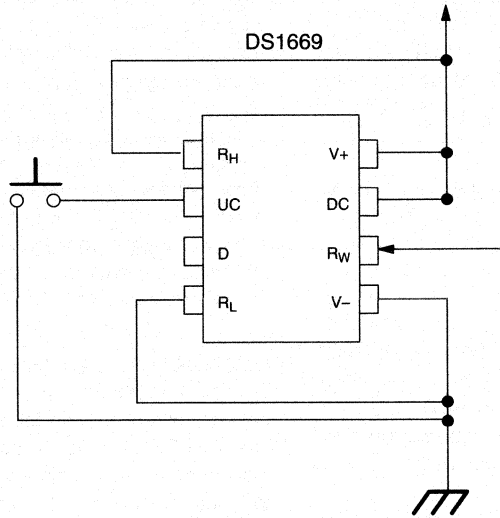 DS1669
RH V+
UC DC
D RW
RL V–